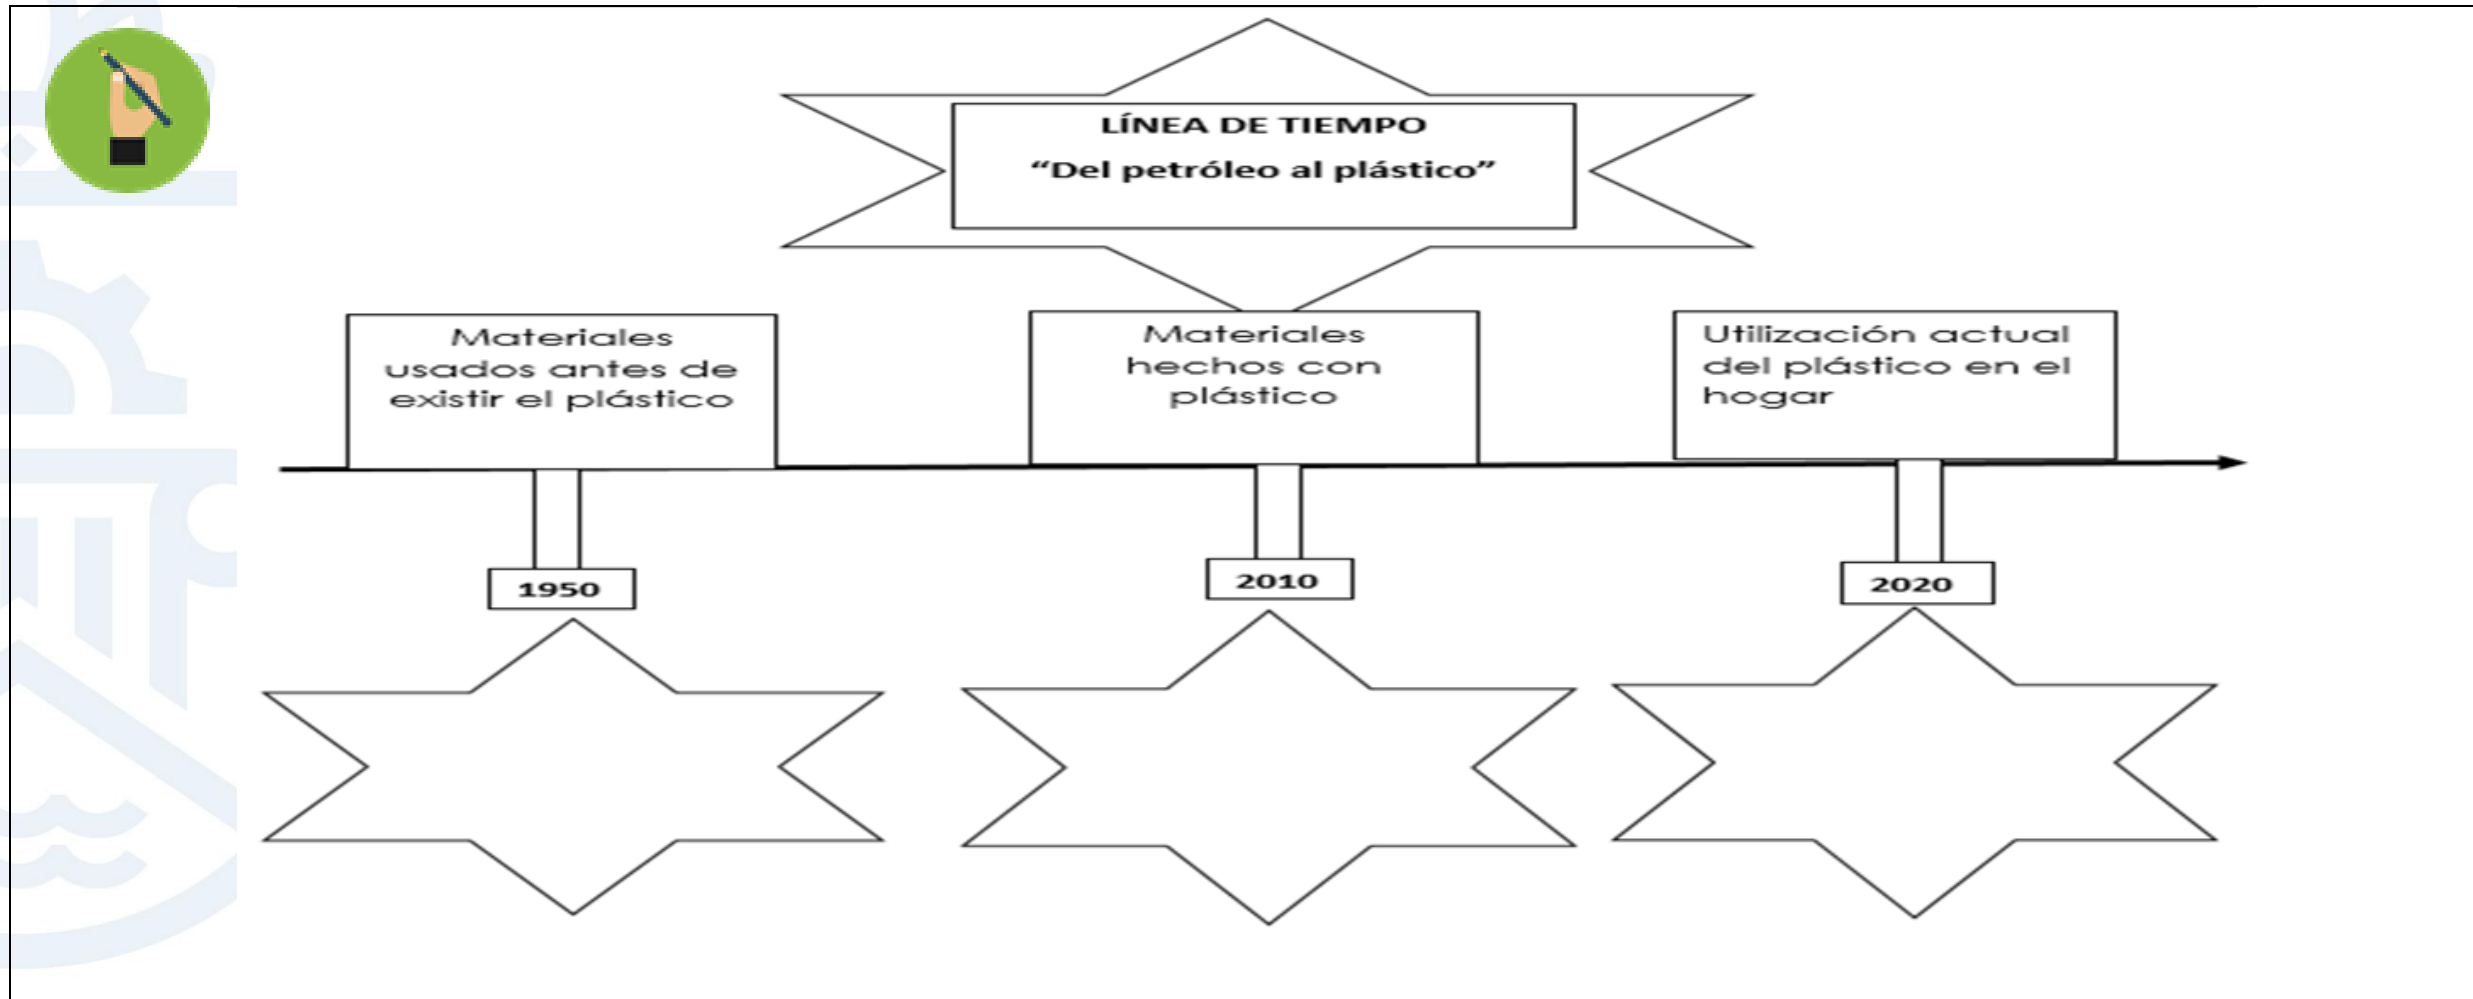 LÍNEA DE TIEMPO
“Del petróleo al plástico”
Materiales
usados antes de
existir el plástico
Materiales
hechos con
plástico
Utilización actual
del plástico en el
hogar
1950
2010
2020